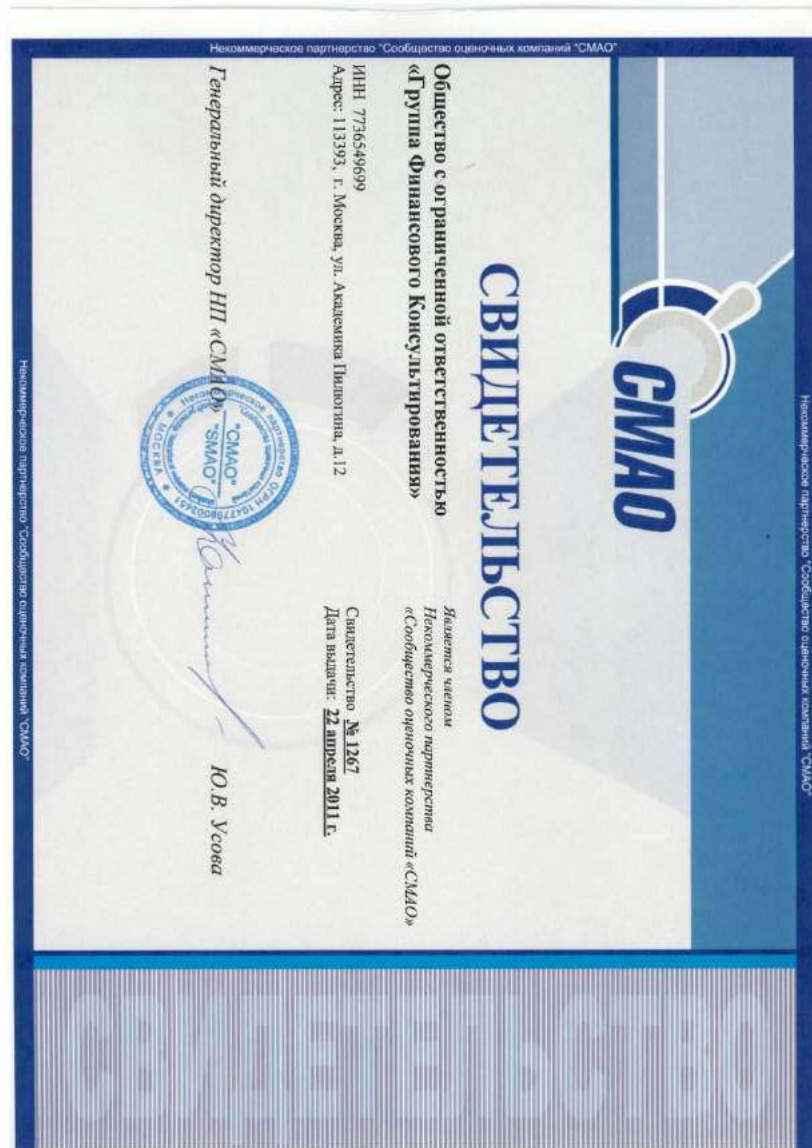 Некоммерческое партнерство "Сообщество оценочных компаний "СМАО"
СМАО
СВИДЕТЕЛЬСТВО
Общество с ограниченной ответственностью
«Группа Финансового Консультирования»
Является членом
Некоммерческого партнерства
«Сообщество оценочных компаний «СМАО»
ИНН 7736549699
Адрес: 113393, г. Москва, ул. Академика Пилюгина, д.12
Свидетельство № 1267
Дата выдачи: 22 апреля 2011 г.
Генеральный директор НП «СМАО»
Ю.В. Усова
"СМАО"
"SMAO"
МОСКВА
Некоммерческое партнерство "Сообщество оценочных компаний "СМАО"
Некоммерческое партнерство "Сообщество оценочных компаний "СМАО"
СВИДЕТЕЛЬСТВО